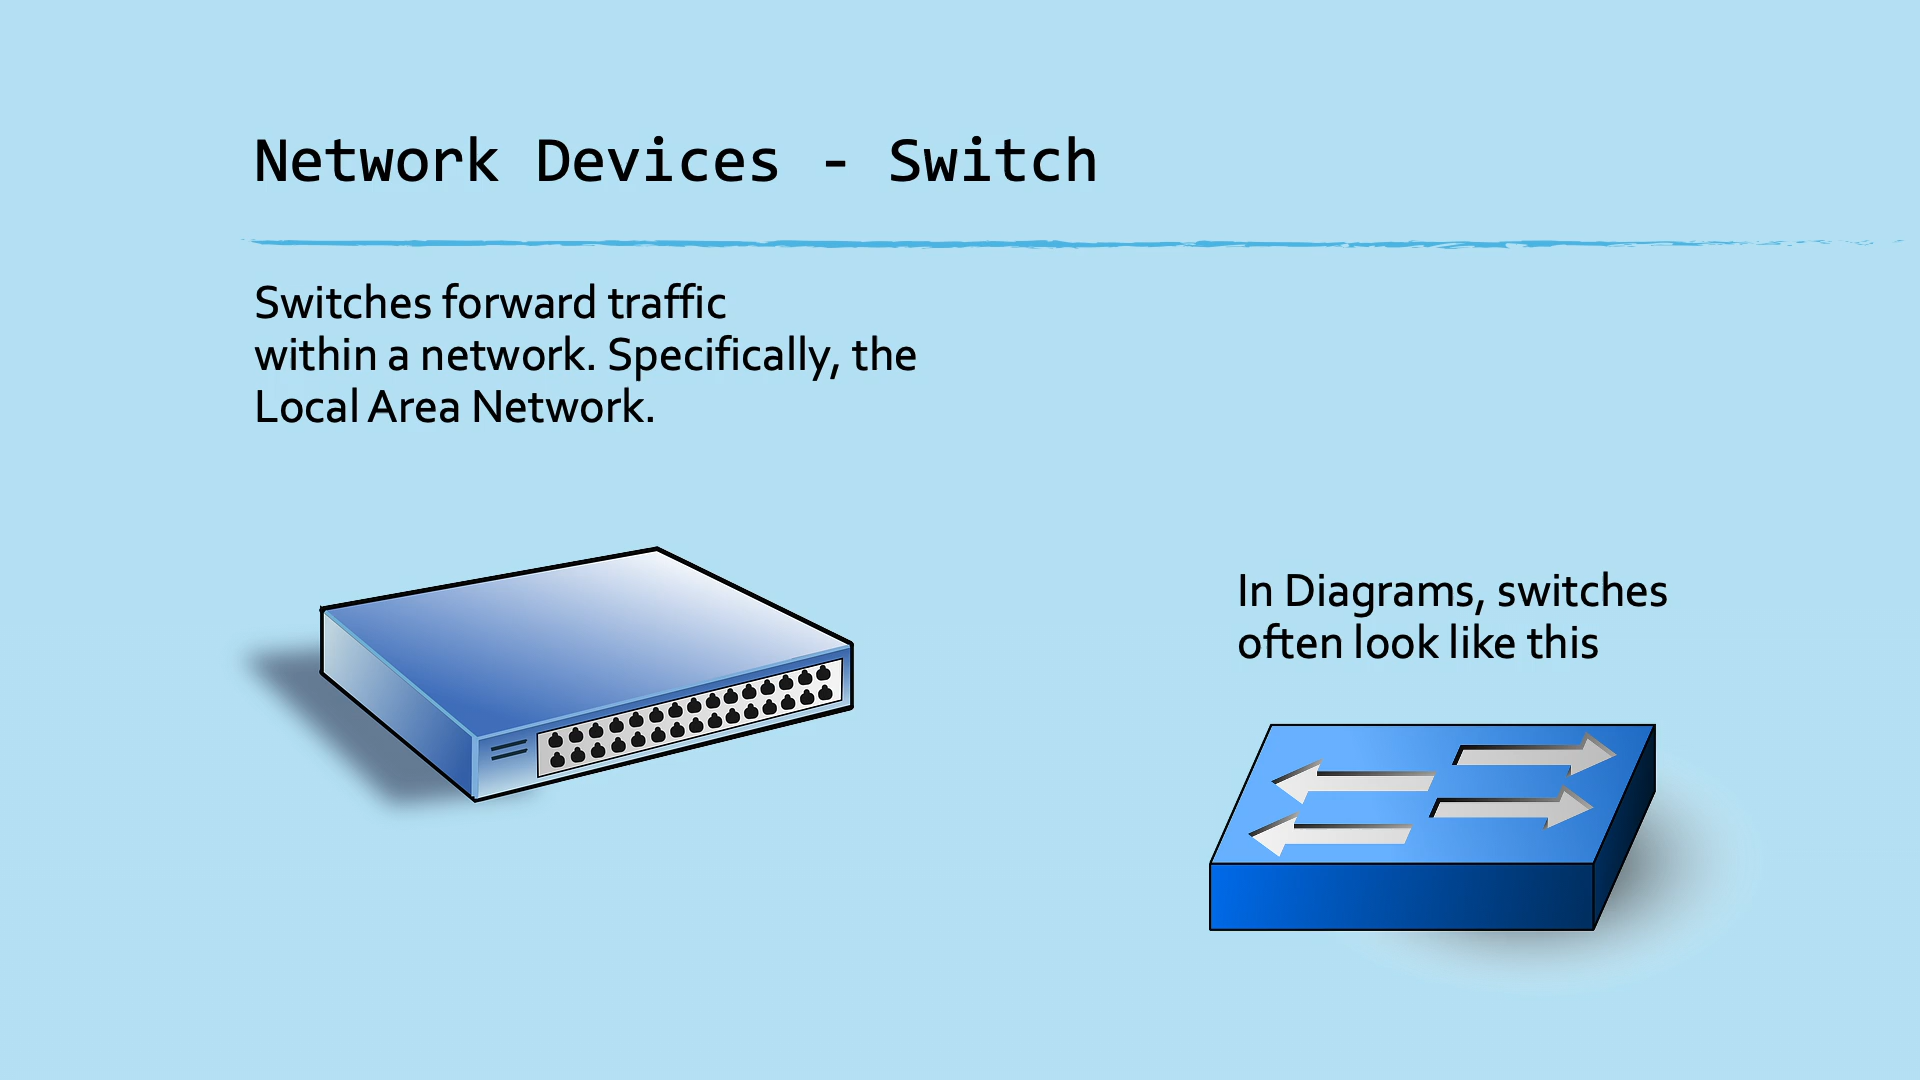 Network Devices - Switch
Switches forward traffic
within a network. Specifically, the
Local Area Network.
In Diagrams, switches
often look like this